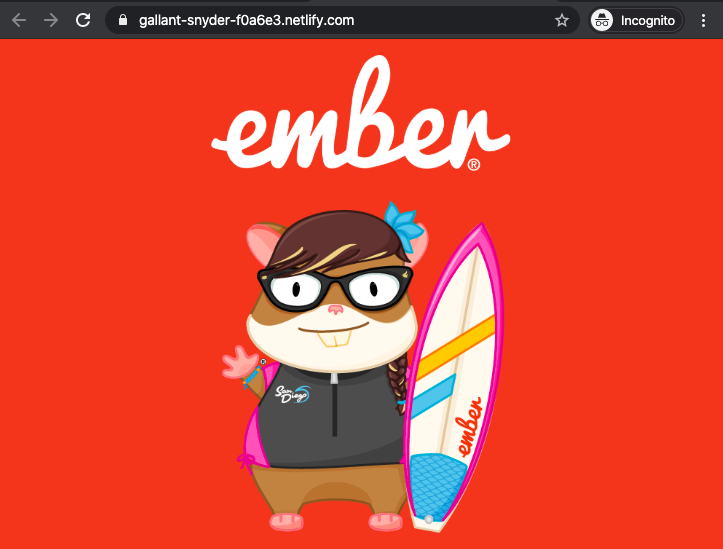 gallant-snyder-f0a6e3.netlify.com
Incognito
ember®
San
Diego
ember